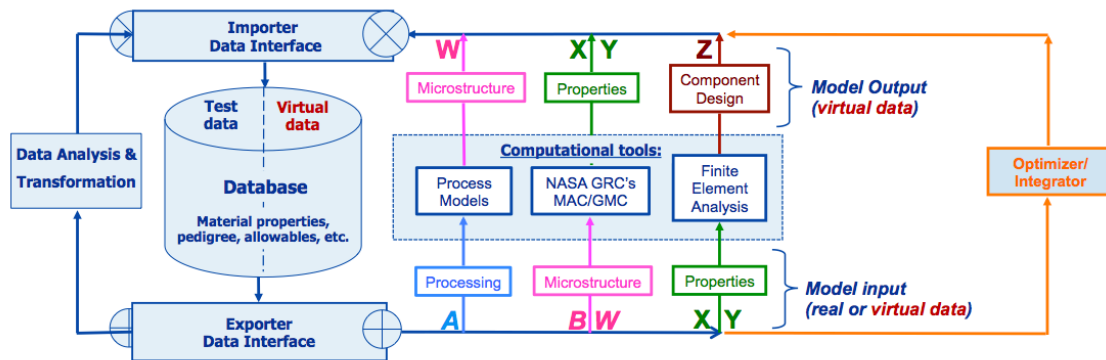 Importer
Data Interface
W
X Y
Z
Microstructure
Properties
Component
Design
Model Output
(virtual data)
Test
data
Virtual
data
Data Analysis &
Transformation
Database
Material properties,
pedigree, allowables, etc.
Computational tools:
Process
Models
NASA GRC's
MAC/GMC
Finite
Element
Analysis
Optimizer/
Integrator
Processing
Microstructure
Properties
Model input
(real or virtual data)
A
B W
X Y
Exporter
Data Interface